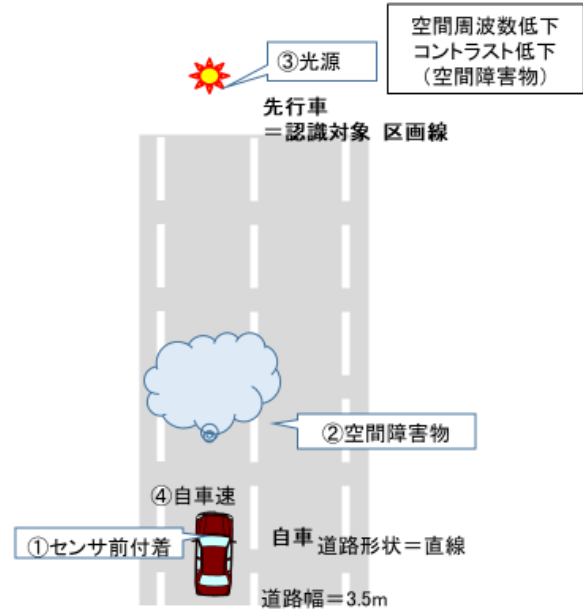 空間周波数低下
コントラスト低下
（空間障害物）
③光源
先行車
＝認識対象 区画線
②空間障害物
④自車速
①センサ前付着
自車 道路形状＝直線
道路幅＝3.5m